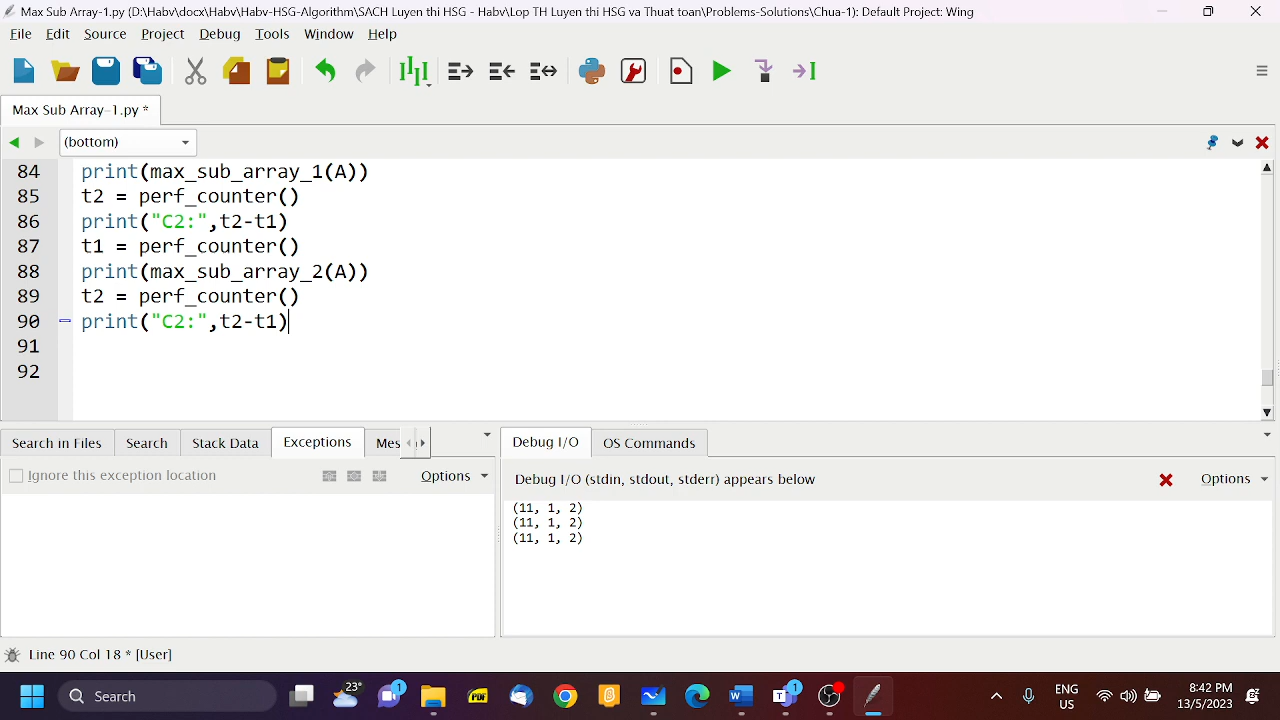 Max Sub Array-1.py (D:\Habv\docx\Habv\Habv-HSG-Algorithm\SACH Luyen thi HSG - Habv\Lop TH Luyen thi HSG va Thuat toan\Problems-Solutions\Chua-1): Default Project: Wing
File Edit Source Project Debug Tools Window Help
Max Sub Array-1.py *
(bottom)
84 print(max_sub_array_1(A))
85 t2 = perf_counter()
86 print("C2:",t2-t1)
87 t1 = perf_counter()
88 print(max_sub_array_2(A))
89 t2 = perf_counter()
90 print("C2:",t2-t1)
91
92
Search in Files Search Stack Data Exceptions Mes
Debug I/O OS Commands
Ignore this exception location Options
Debug I/O (stdin, stdout, stderr) appears below Options
(11, 1, 2)
(11, 1, 2)
(11, 1, 2)
Line 90 Col 18 * [User]
Search
23°
1
PDF
1
ENG
US
8:42 PM
13/5/2023